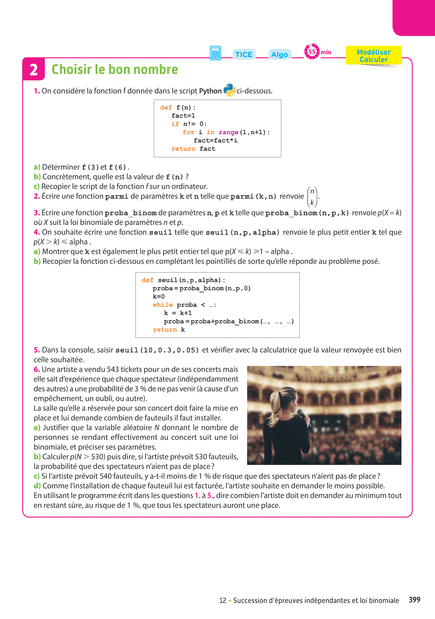 TICE
Algo
55 min
Modéliser
Calculer
2 Choisir le bon nombre
1. On considère la fonction f donnée dans le script Python ci-dessous.
def f(n):
fact=1
if n!= 0:
for i in range(1,n+1):
fact=fact*i
return fact
a) Déterminer f(3) et f(6).
b) Concrètement, quelle est la valeur de f(n) ?
c) Recopier le script de la fonction f sur un ordinateur.
2. Écrire une fonction parmi de paramètres k et n telle que parmi(k,n) renvoie (n k).
3. Écrire une fonction proba_binom de paramètres n, p et k telle que proba_binom(n,p,k) renvoie p(X = k)
où X suit la loi binomiale de paramètres n et p.
4. On souhaite écrire une fonction seuil telle que seuil(n,p,alpha) renvoie le plus petit entier k tel que
p(X > k) ⩽ alpha .
a) Montrer que k est également le plus petit entier tel que p(X ⩽ k) ⩾1 – alpha .
b) Recopier la fonction ci-dessous en complétant les pointillés de sorte qu'elle réponde au problème posé.
def seuil(n,p,alpha):
proba=proba_binom(n,p,0)
k=0
while proba < …:
k = k+1
proba=proba+proba_binom(…, …, …)
return k
5. Dans la console, saisir seuil(10,0.3,0.05) et vérifier avec la calculatrice que la valeur renvoyée est bien
celle souhaitée.
6. Une artiste a vendu 543 tickets pour un de ses concerts mais
elle sait d'expérience que chaque spectateur (indépendamment
des autres) a une probabilité de 3 % de ne pas venir (à cause d'un
empêchement, un oubli, ou autre).
La salle qu'elle a réservée pour son concert doit faire la mise en
place et lui demande combien de fauteuils il faut installer.
a) Justifier que la variable aléatoire N donnant le nombre de
personnes se rendant effectivement au concert suit une loi
binomiale, et préciser ses paramètres.
b) Calculer p(N > 530) puis dire, si l'artiste prévoit 530 fauteuils,
la probabilité que des spectateurs n'aient pas de place ?
c) Si l'artiste prévoit 540 fauteuils, y a-t-il moins de 1 % de risque que des spectateurs n'aient pas de place ?
d) Comme l'installation de chaque fauteuil lui est facturée, l'artiste souhaite en demander le moins possible.
En utilisant le programme écrit dans les questions 1. à 5., dire combien l'artiste doit en demander au minimum tout
en restant sûre, au risque de 1 %, que tous les spectateurs auront une place.
12 • Succession d'épreuves indépendantes et loi binomiale 399